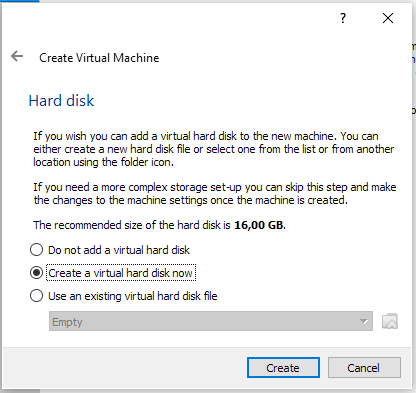 ?
Create Virtual Machine
Hard disk
If you wish you can add a virtual hard disk to the new machine. You can
either create a new hard disk file or select one from the list or from another
location using the folder icon.
If you need a more complex storage set-up you can skip this step and make
the changes to the machine settings once the machine is created.
The recommended size of the hard disk is 16,00 GB.
Do not add a virtual hard disk
Create a virtual hard disk now
Use an existing virtual hard disk file
Empty
Create Cancel